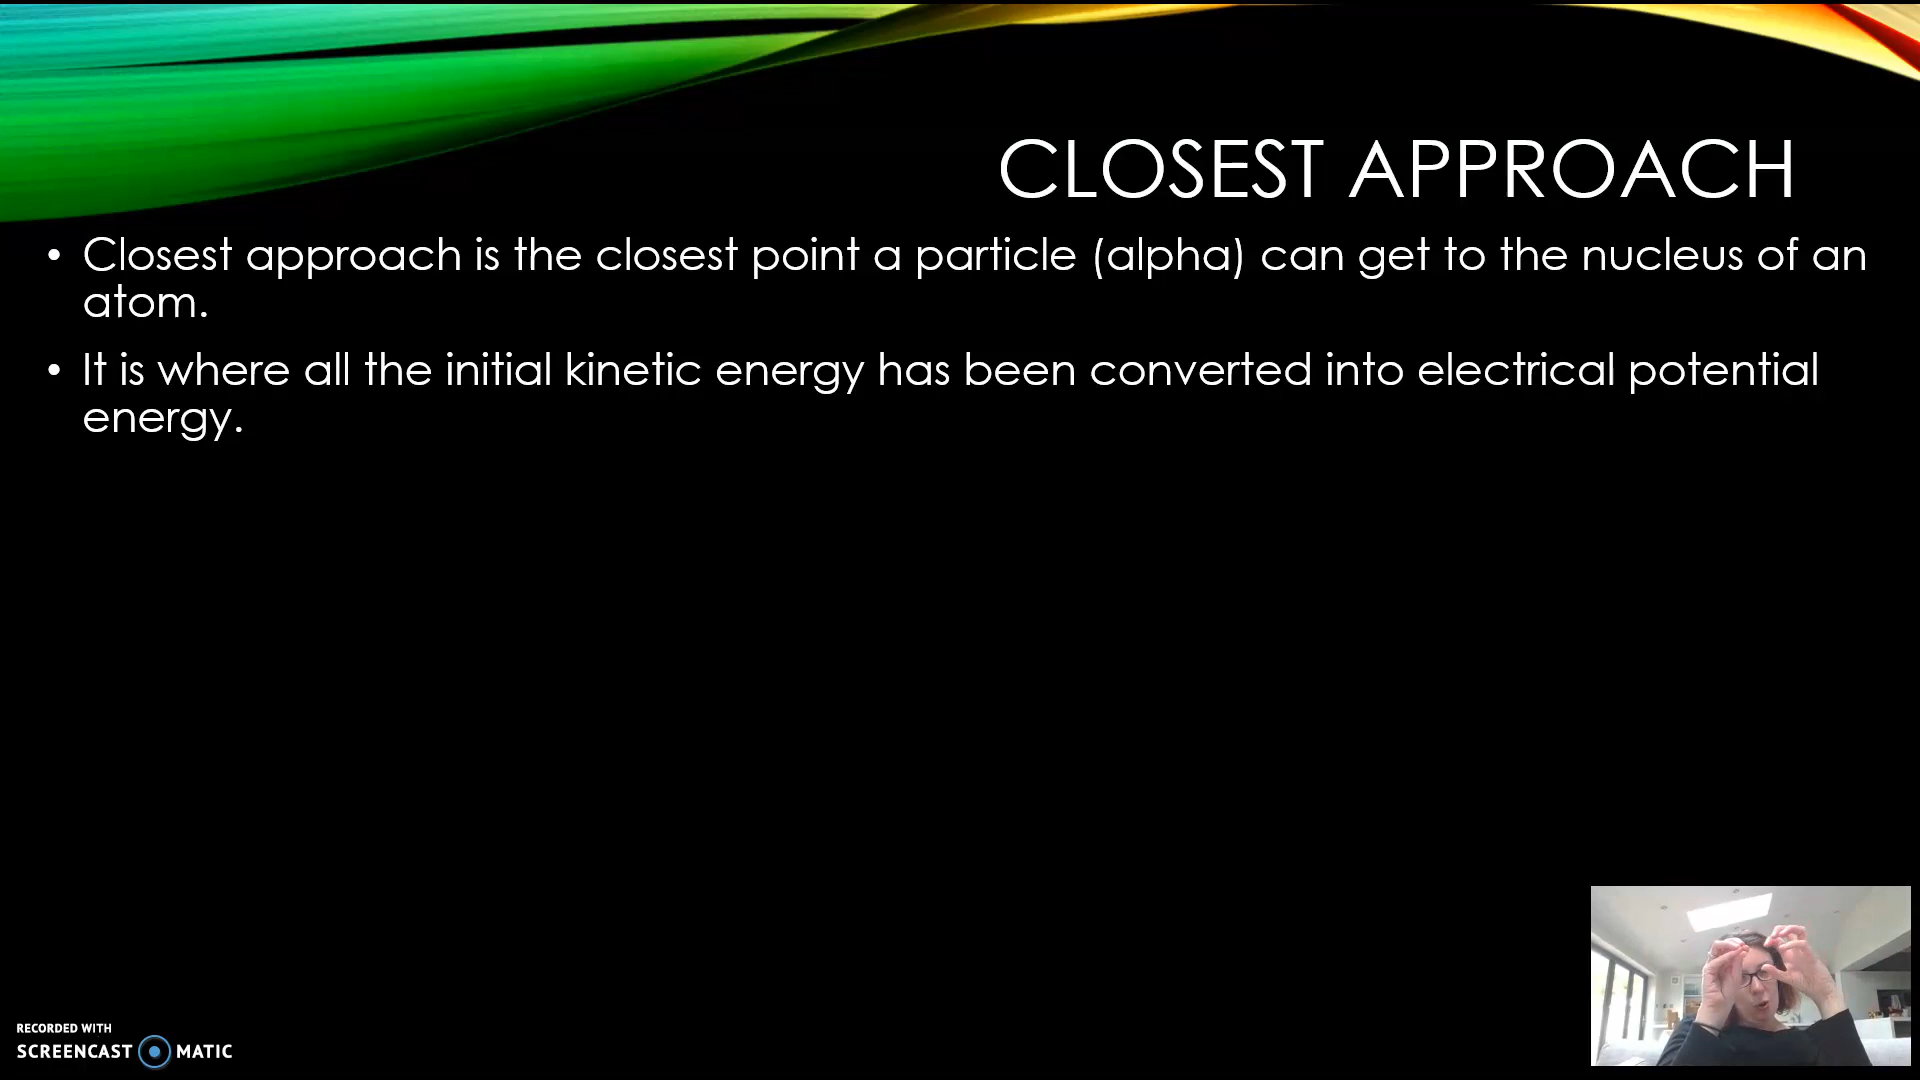 CLOSEST APPROACH
• Closest approach is the closest point a particle (alpha) can get to the nucleus of an
atom.
• It is where all the initial kinetic energy has been converted into electrical potential
energy.
RECORDED WITH
SCREENCAST MATIC